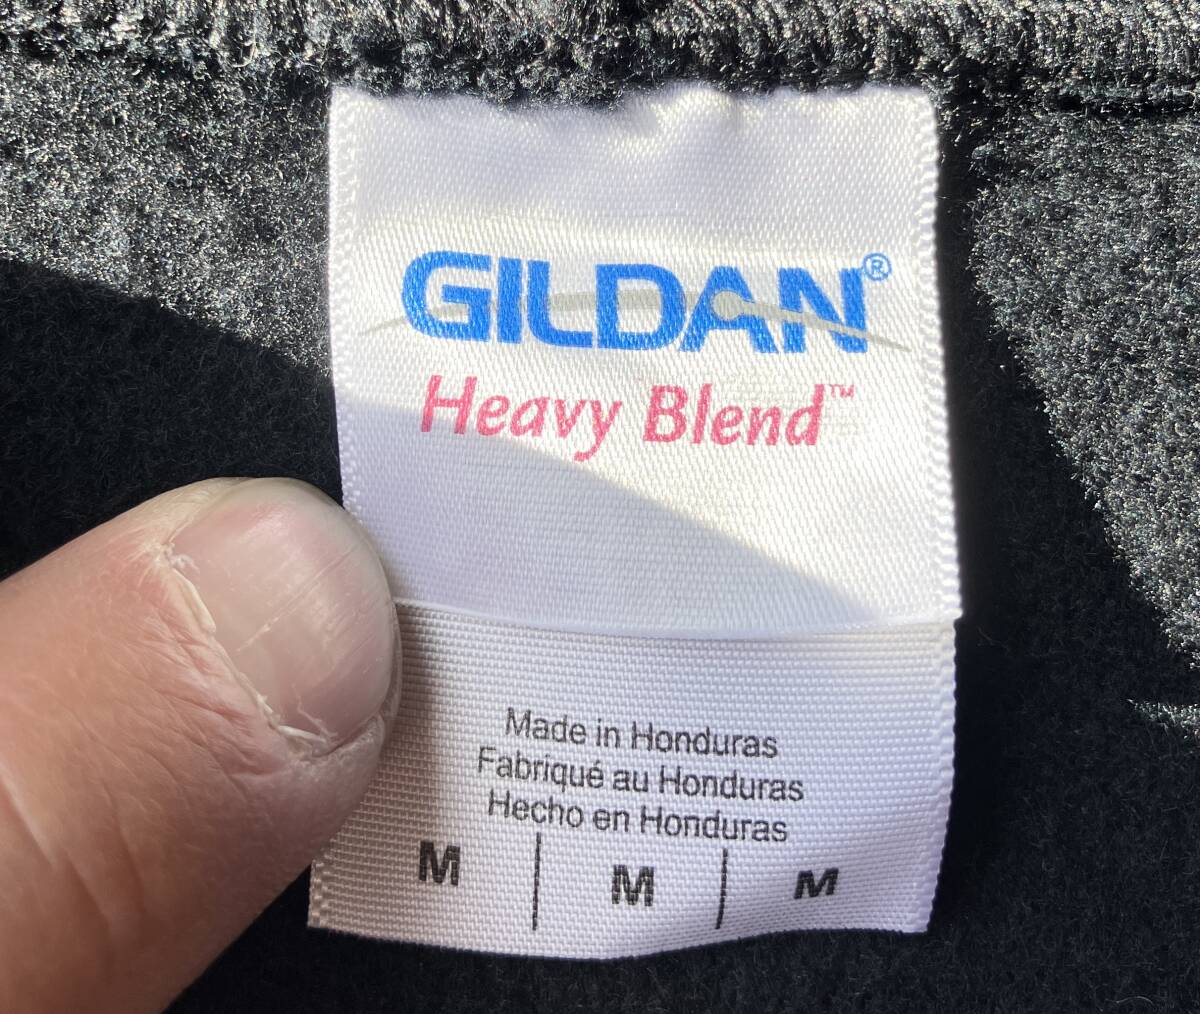 GILDAN®
Heavy Blend™
Made in Honduras
Fabriqué au Honduras
Hecho en Honduras
M | M | M